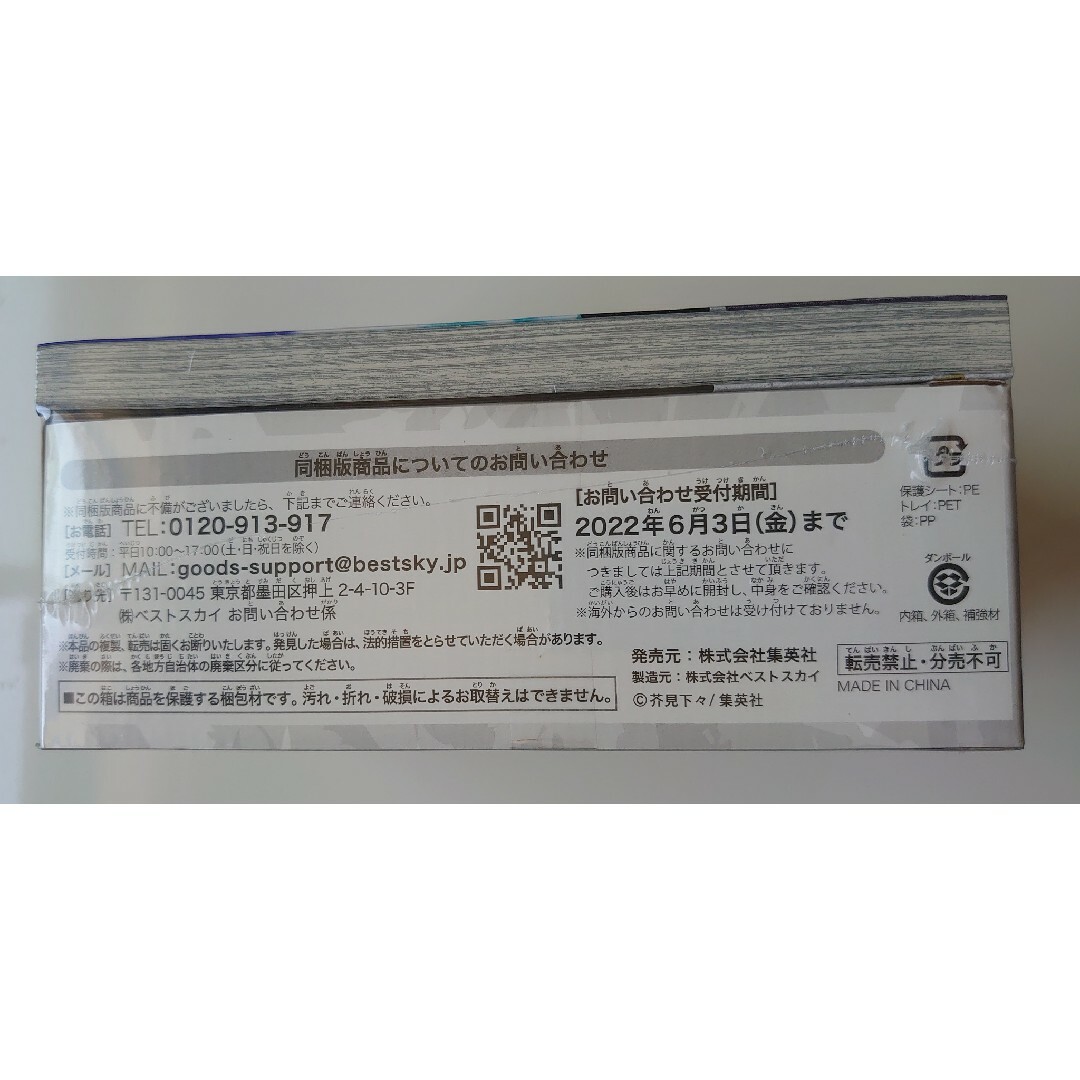 同梱版商品についてのお問い合わせ
※同梱版商品に不備がございましたら、下記までご連絡ください。
[お電話] TEL:0120-913-917
受付時間:平日10:00〜17:00(土・日・祝日を除く)
[メール] MAIL:goods-support@bestsky.jp
[送り先] 〒131-0045 東京都墨田区押上 2-4-10-3F
㈱ベストスカイ お問い合わせ係
[お問い合わせ受付期間]
2022年6月3日(金)まで
※同梱版商品に関するお問い合わせに
つきましては上記期間とさせて頂きます。
ご購入後はお早めに開封し、中身をご確認ください。
※海外からのお問い合わせは受け付けておりません。
※本品の複製、転売は固くお断りいたします。発見した場合は、法的措置をとらせていただく場合があります。
※廃棄の際は、各地方自治体の廃棄区分に従ってください。
■この箱は商品を保護する梱包材です。汚れ・折れ・破損によるお取替えはできません。
発売元:株式会社集英社
製造元:株式会社ベストスカイ
©芥見下々/集英社
プラ
保護シート:PE
トレイ:PET
袋:PP
ダンボール
内箱、外箱、補強材
転売禁止・分売不可
MADE IN CHINA